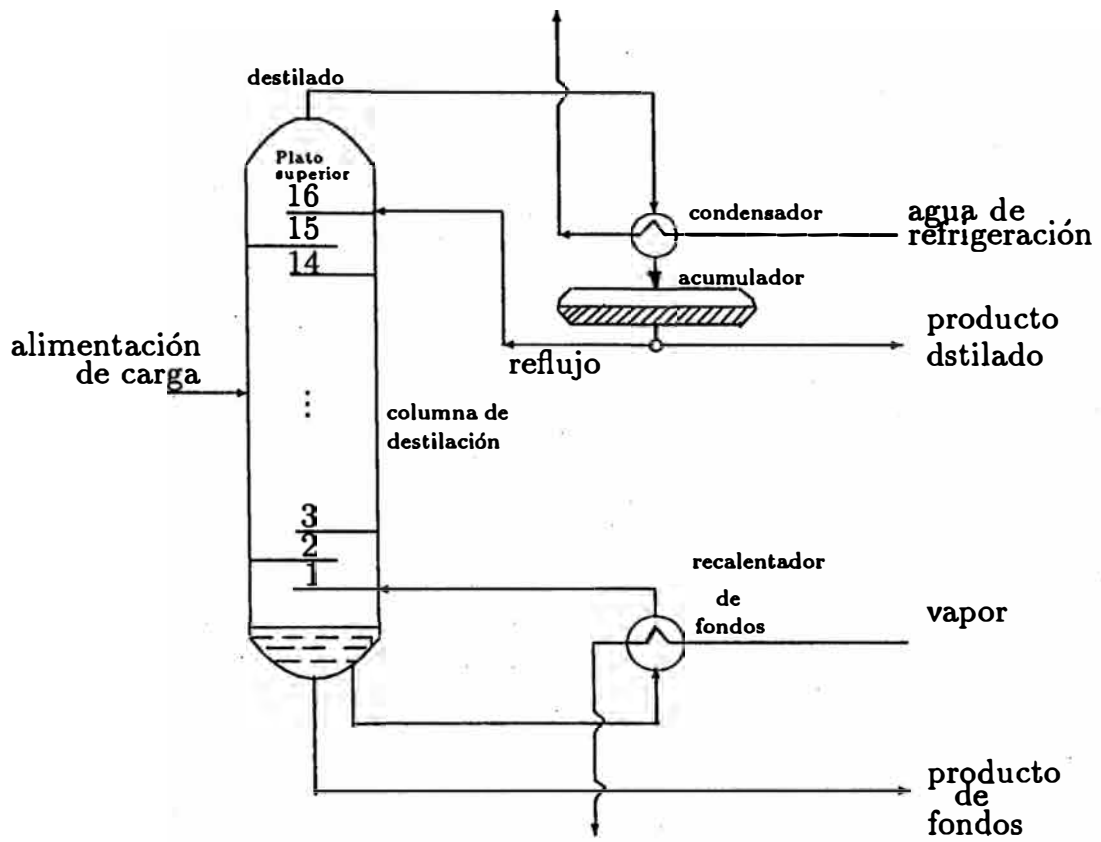 destilado
Plato
superior
16
15
14
condensador
agua de
refrigeración
acumulador
producto
dstilado
reflujo
alimentación
de carga
columna de
destilación
3
2
1
recalentador
de
fondos
vapor
producto
de
fondos